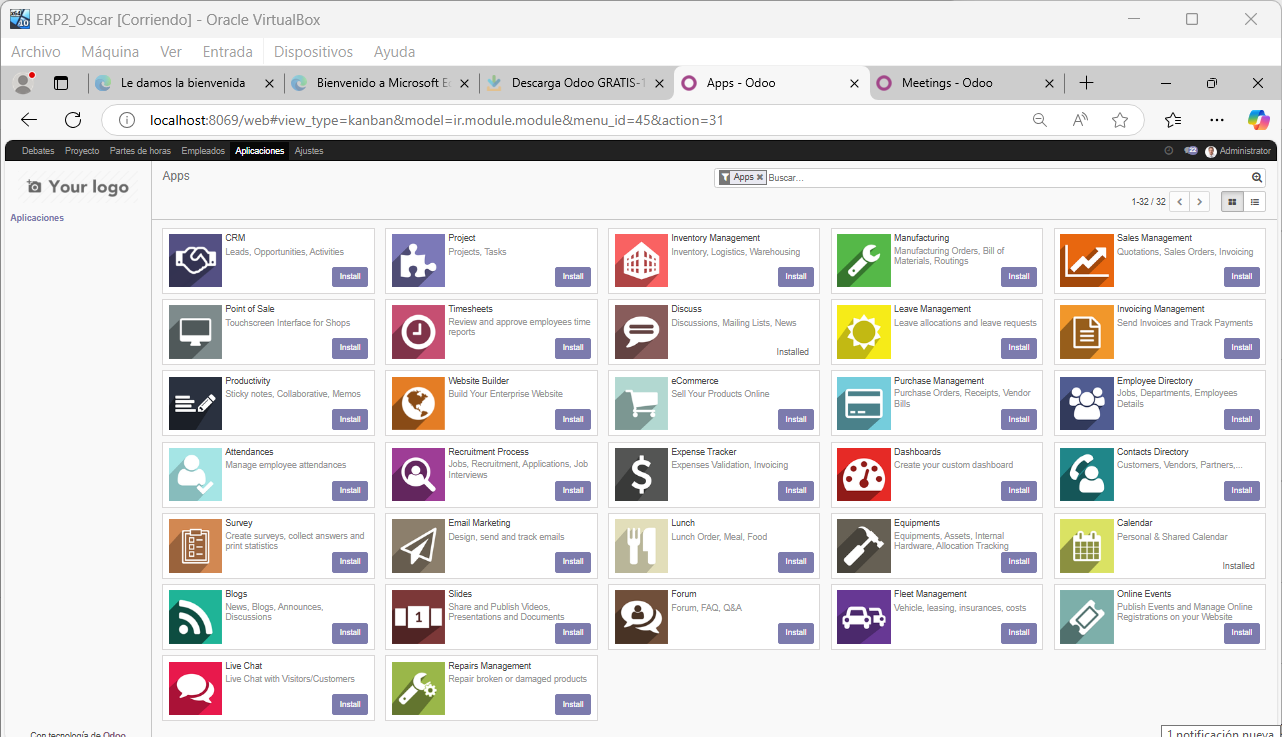 ERP2_Oscar [Corriendo] - Oracle VirtualBox
Archivo Máquina Ver Entrada Dispositivos Ayuda
Le damos la bienvenida
Bienvenido a Microsoft Ed
Descarga Odoo GRATIS-1
Apps - Odoo
Meetings - Odoo
localhost:8069/web#view_type=kanban&model=ir.module.module&menu_id=45&action=31
Debates Proyecto Partes de horas Empleados Aplicaciones Ajustes
22 Administrator
Your logo
Aplicaciones
Apps
Apps Buscar...
1-32 / 32
CRM
Leads, Opportunities, Activities
Install
Project
Projects, Tasks
Install
Inventory Management
Inventory, Logistics, Warehousing
Install
Manufacturing
Manufacturing Orders, Bill of
Materials, Routings
Install
Sales Management
Quotations, Sales Orders, Invoicing
Install
Point of Sale
Touchscreen Interface for Shops
Install
Timesheets
Review and approve employees time
reports
Install
Discuss
Discussions, Mailing Lists, News
Installed
Leave Management
Leave allocations and leave requests
Install
Invoicing Management
Send Invoices and Track Payments
Install
Productivity
Sticky notes, Collaborative, Memos
Install
Website Builder
Build Your Enterprise Website
Install
eCommerce
Sell Your Products Online
Install
Purchase Management
Purchase Orders, Receipts, Vendor
Bills
Install
Employee Directory
Jobs, Departments, Employees
Details
Install
Attendances
Manage employee attendances
Install
Recruitment Process
Jobs, Recruitment, Applications, Job
Interviews
Install
Expense Tracker
Expenses Validation, Invoicing
Install
Dashboards
Create your custom dashboard
Install
Contacts Directory
Customers, Vendors, Partners,...
Install
Survey
Create surveys, collect answers and
print statistics
Install
Email Marketing
Design, send and track emails
Install
Lunch
Lunch Order, Meal, Food
Install
Equipments
Equipments, Assets, Internal
Hardware, Allocation Tracking
Install
Calendar
Personal & Shared Calendar
Installed
Blogs
News, Blogs, Announces,
Discussions
Install
1
Slides
Share and Publish Videos,
Presentations and Documents
Install
Forum
Forum, FAQ, Q&A
Install
Fleet Management
Vehicle, leasing, insurances, costs
Install
Online Events
Publish Events and Manage Online
Registrations on your Website
Install
Live Chat
Live Chat with Visitors/Customers
Install
Repairs Management
Repair broken or damaged products
Install
Con tecnología de Odoo
1 notificación nueva